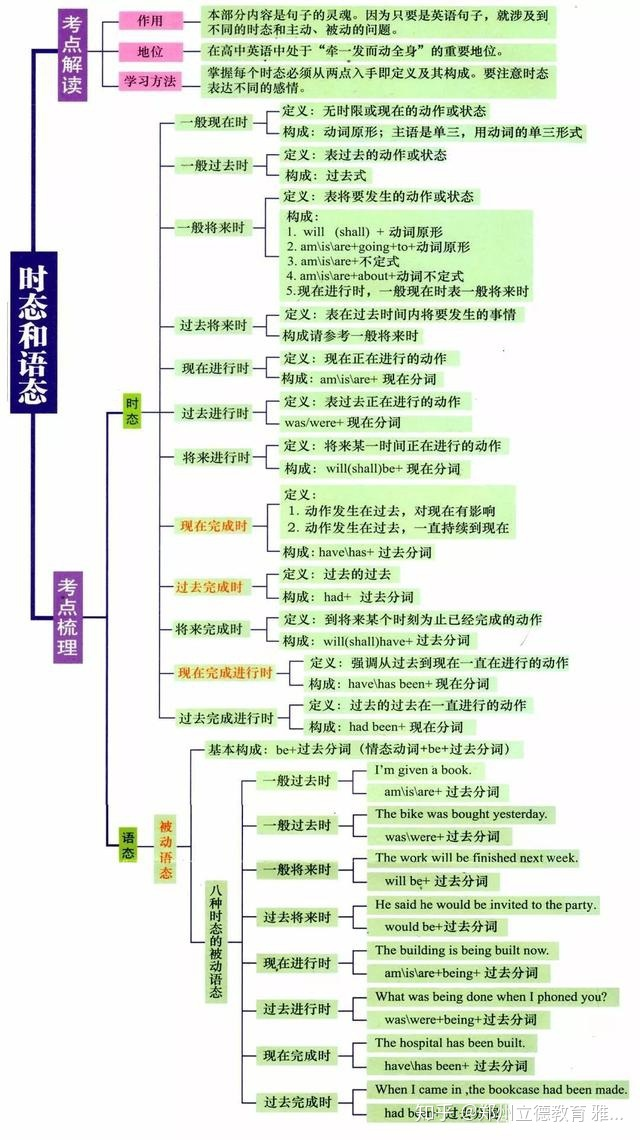 时态和语态
考点解读
作用
本部分内容是句子的灵魂。因为只要是英语句子，就涉及到
不同的时态和主动、被动的问题。
地位
在高中英语中处于“牵一发而动全身”的重要地位。
学习方法
掌握每个时态必须从两点入手即定义及其构成。要注意时态
表达不同的感情。
考点梳理
时态
一般现在时
定义：无时限或现在的动作或状态
构成：动词原形；主语是单三，用动词的单三形式
一般过去时
定义：表过去的动作或状态
构成：过去式
一般将来时
定义：表将要发生的动作或状态
构成：
1. will (shall) + 动词原形
2. am\is\are+going+to+动词原形
3. am\is\are+不定式
4. am\is\are+about+动词不定式
5.现在进行时，一般现在时表一般将来时
过去将来时
定义：表在过去时间内将要发生的事情
构成请参考一般将来时
现在进行时
定义：现在正在进行的动作
构成：am\is\are+ 现在分词
过去进行时
定义：表过去正在进行的动作
was/were+ 现在分词
将来进行时
定义：将来某一时间正在进行的动作
构成： will(shall)be+ 现在分词
现在完成时
定义：
1. 动作发生在过去，对现在有影响
2. 动作发生在过去，一直持续到现在
构成：have\has+ 过去分词
过去完成时
定义：过去的过去
构成：had+ 过去分词
将来完成时
定义：到将来某个时刻为止已经完成的动作
构成：will(shall)have+ 过去分词
现在完成进行时
定义：强调从过去到现在一直在进行的动作
构成：have\has been+ 现在分词
过去完成进行时
定义：过去的过去在一直进行的动作
构成：had been+ 现在分词
语态
被动语态
基本构成：be+过去分词（情态动词+be+过去分词）
八种时态的被动语态
一般过去时
I'm given a book.
am\is\are+ 过去分词
一般过去时
The bike was bought yesterday.
was\were+过去分词
一般将来时
The work will be finished next week.
will be+ 过去分词
过去将来时
He said he would be invited to the party.
would be+过去分词
现在进行时
The building is being built now.
am\is\are+being+ 过去分词
过去进行时
What was being done when I phoned you?
was\were+being+过去分词
现在完成时
The hospital has been built.
have\has been+ 过去分词
过去完成时
When I came in ,the bookcase had been made.
had been+ 过去分词
知乎 @郑州立德教育 雅...